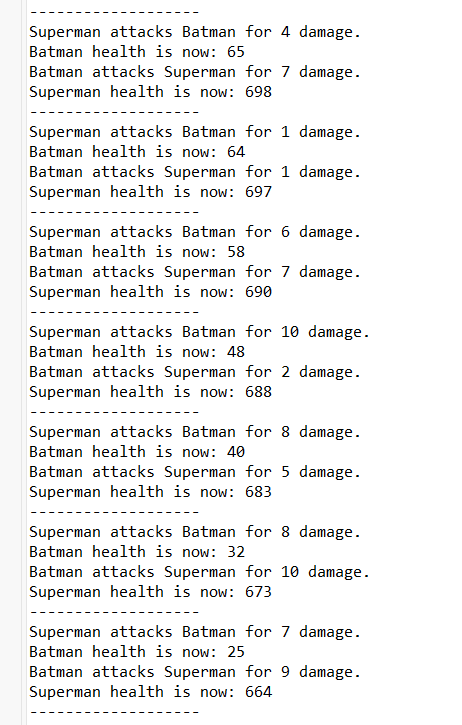 -------------------
Superman attacks Batman for 4 damage.
Batman health is now: 65
Batman attacks Superman for 7 damage.
Superman health is now: 698
-------------------
Superman attacks Batman for 1 damage.
Batman health is now: 64
Batman attacks Superman for 1 damage.
Superman health is now: 697
-------------------
Superman attacks Batman for 6 damage.
Batman health is now: 58
Batman attacks Superman for 7 damage.
Superman health is now: 690
-------------------
Superman attacks Batman for 10 damage.
Batman health is now: 48
Batman attacks Superman for 2 damage.
Superman health is now: 688
-------------------
Superman attacks Batman for 8 damage.
Batman health is now: 40
Batman attacks Superman for 5 damage.
Superman health is now: 683
-------------------
Superman attacks Batman for 8 damage.
Batman health is now: 32
Batman attacks Superman for 10 damage.
Superman health is now: 673
-------------------
Superman attacks Batman for 7 damage.
Batman health is now: 25
Batman attacks Superman for 9 damage.
Superman health is now: 664
-------------------